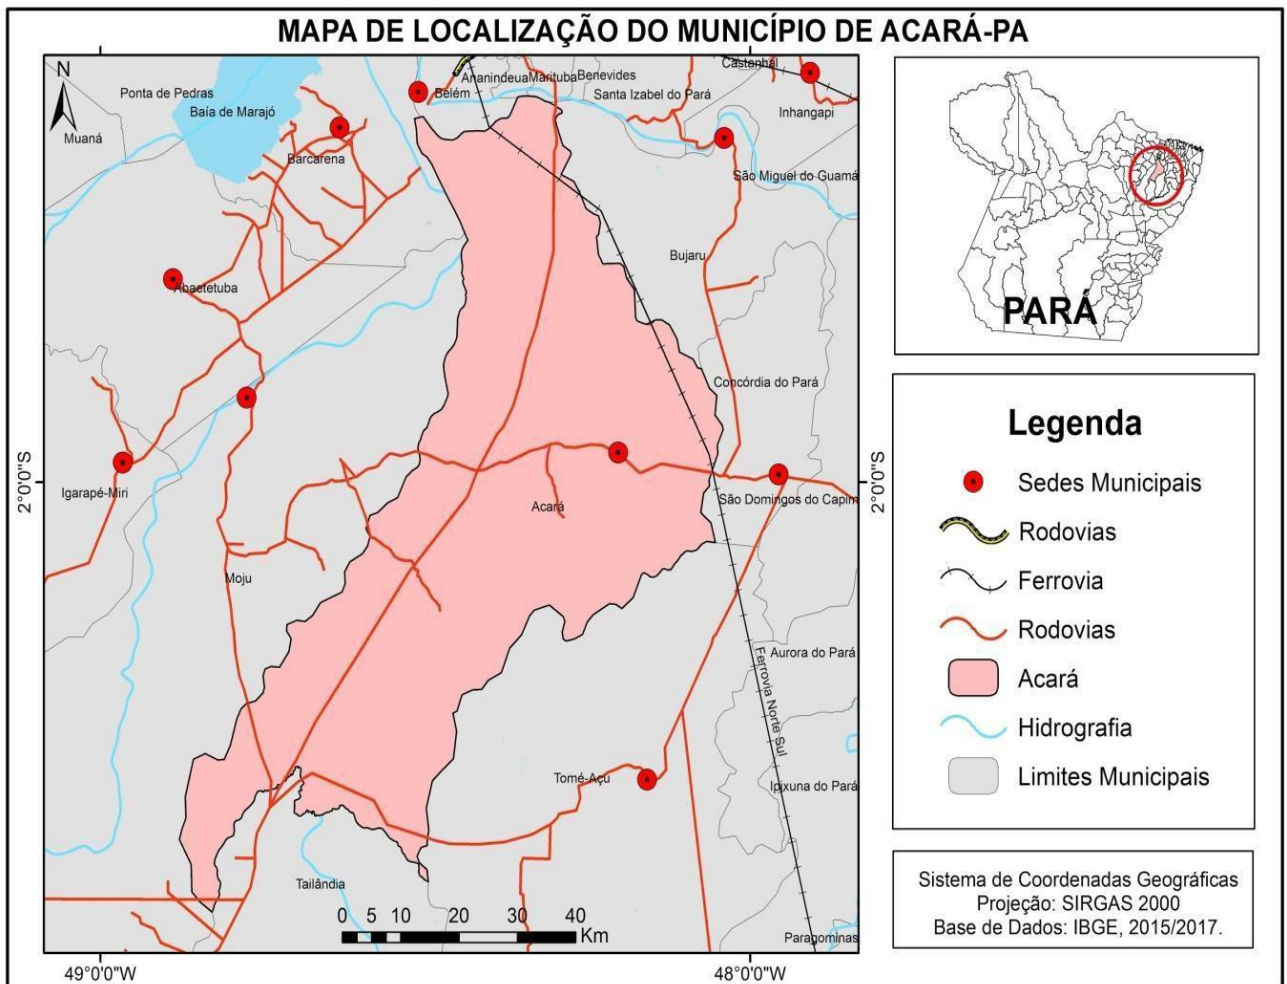 MAPA DE LOCALIZAÇÃO DO MUNICÍPIO DE ACARÁ-PA
N
Ponta de Pedras
Baía de Marajó
Muaná
Belém
Ananindeua
Marituba
Benevides
Castanhal
Santa Izabel do Pará
Inhangapi
Barcarena
São Miguel do Guamá
Bujaru
Abaetetuba
Concórdia do Pará
Igarapé-Miri
Acará
São Domingos do Capim
Moju
Aurora do Pará
Ferrovia Norte Sul
Tomé-Açu
Ipixuna do Pará
Tailândia
Paragominas
0 5 10 20 30 40
Km
2°0'0"S
2°0'0"S
49°0'0"W
48°0'0"W
PARÁ
Legenda
Sedes Municipais
Rodovias
Ferrovia
Rodovias
Acará
Hidrografia
Limites Municipais
Sistema de Coordenadas Geográficas
Projeção: SIRGAS 2000
Base de Dados: IBGE, 2015/2017.